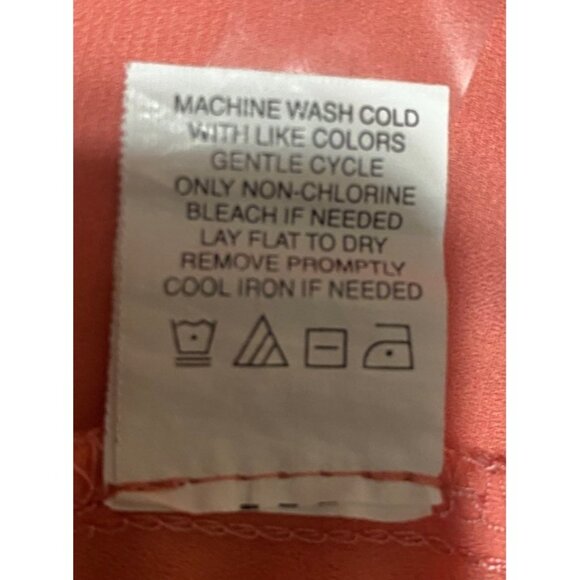 MACHINE WASH COLD
WITH LIKE COLORS
GENTLE CYCLE
ONLY NON-CHLORINE
BLEACH IF NEEDED
LAY FLAT TO DRY
REMOVE PROMPTLY
COOL IRON IF NEEDED